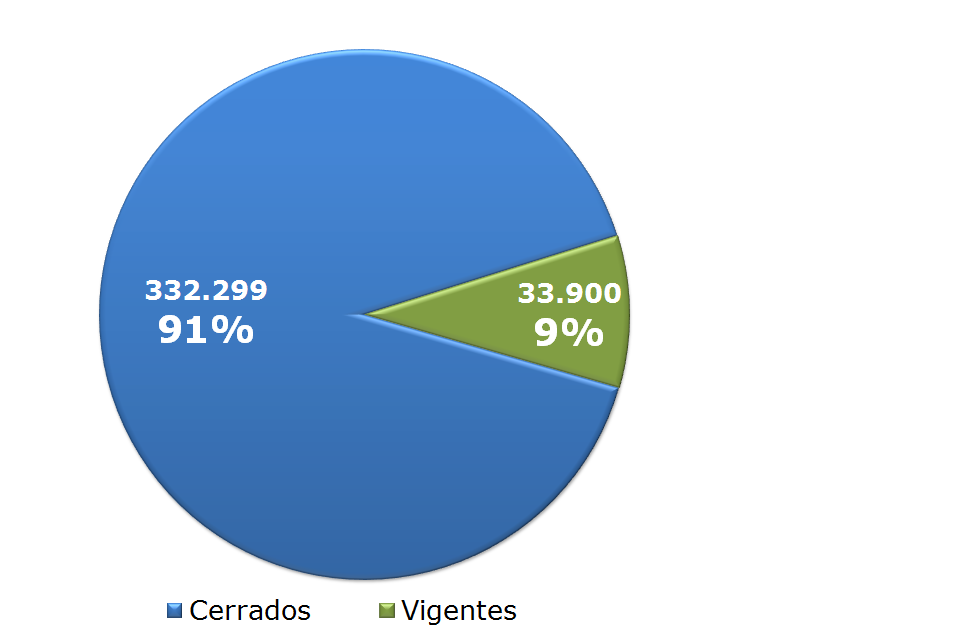 332.299
91%
33.900
9%
Cerrados
Vigentes